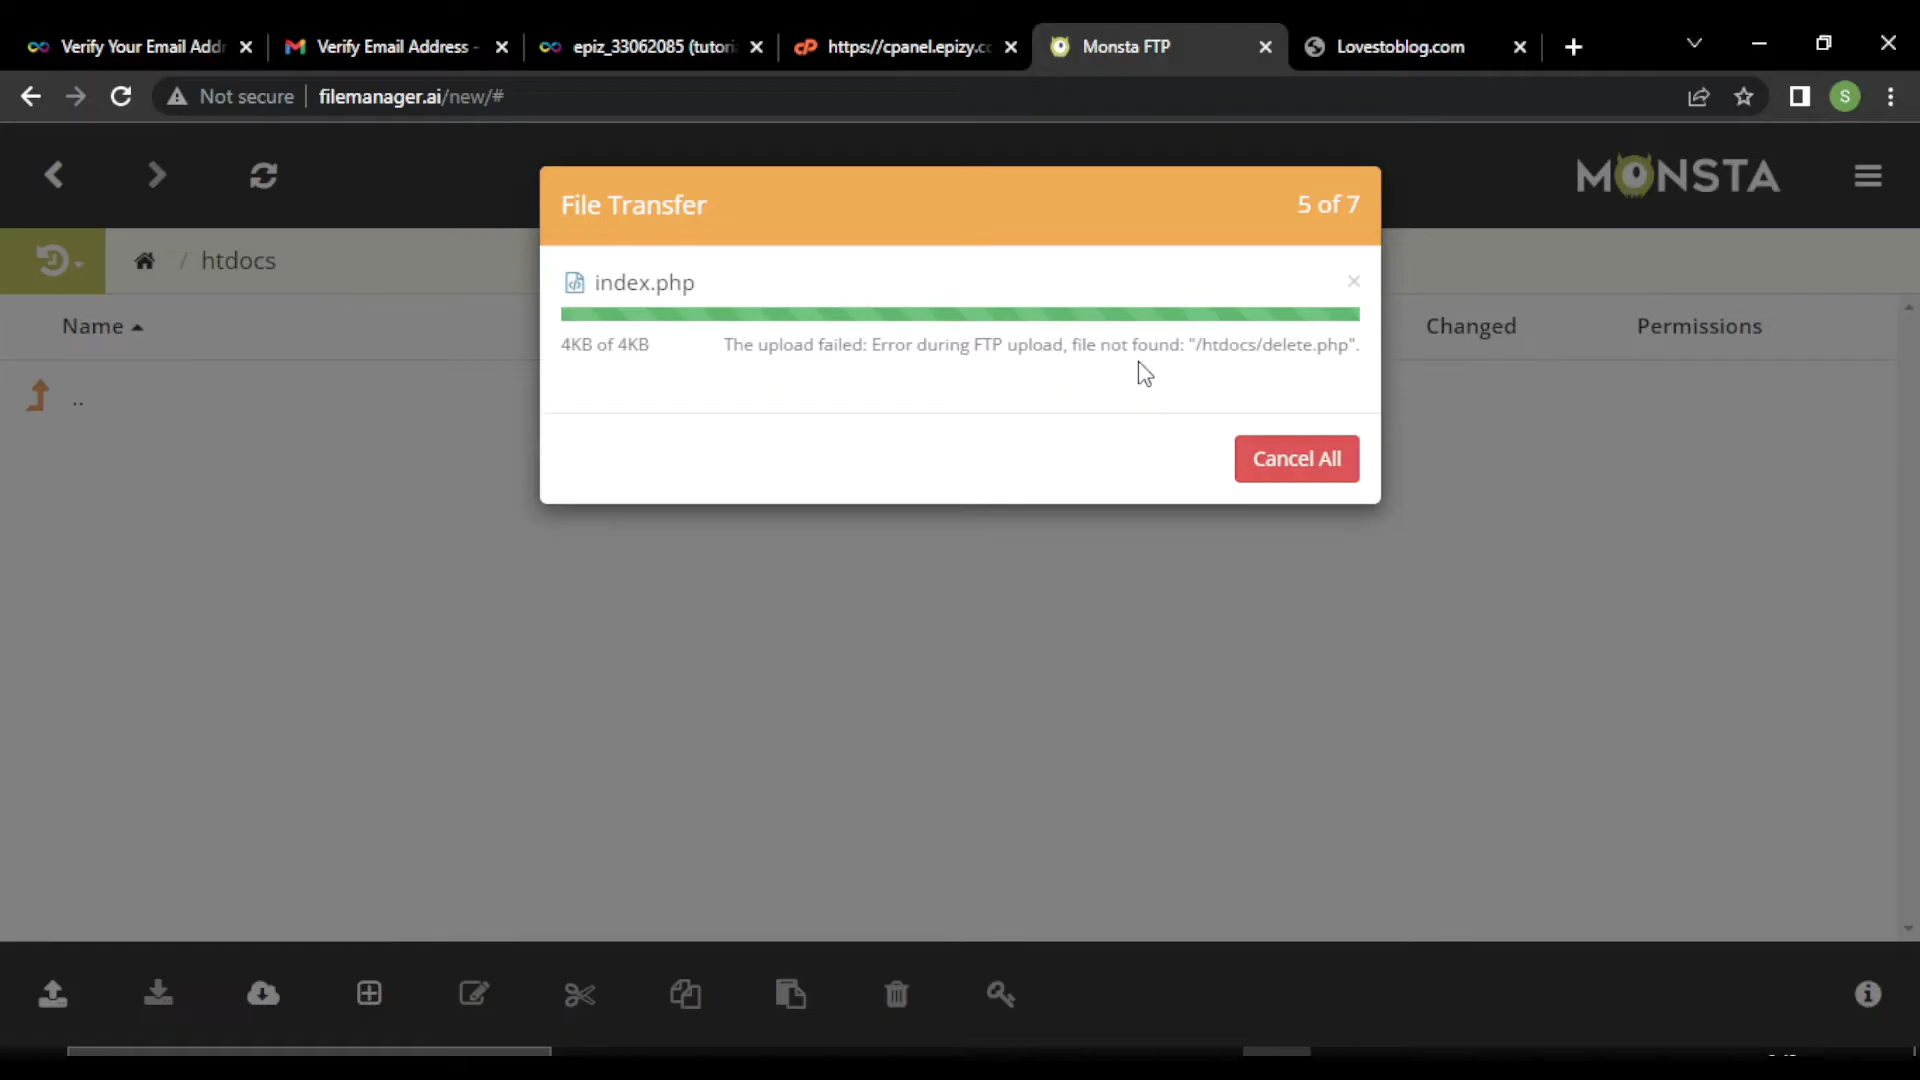 Verify Your Email Addr
Verify Email Address -
epiz_33062085 (tutori
cP https://cpanel.epizy.cc
Monsta FTP
Lovestoblog.com
Not secure
filemanager.ai/new/#
S
MONSTA
File Transfer
5 of 7
/ htdocs
index.php
Name
Changed
Permissions
4KB of 4KB
The upload failed: Error during FTP upload, file not found: "/htdocs/delete.php".
..
Cancel All